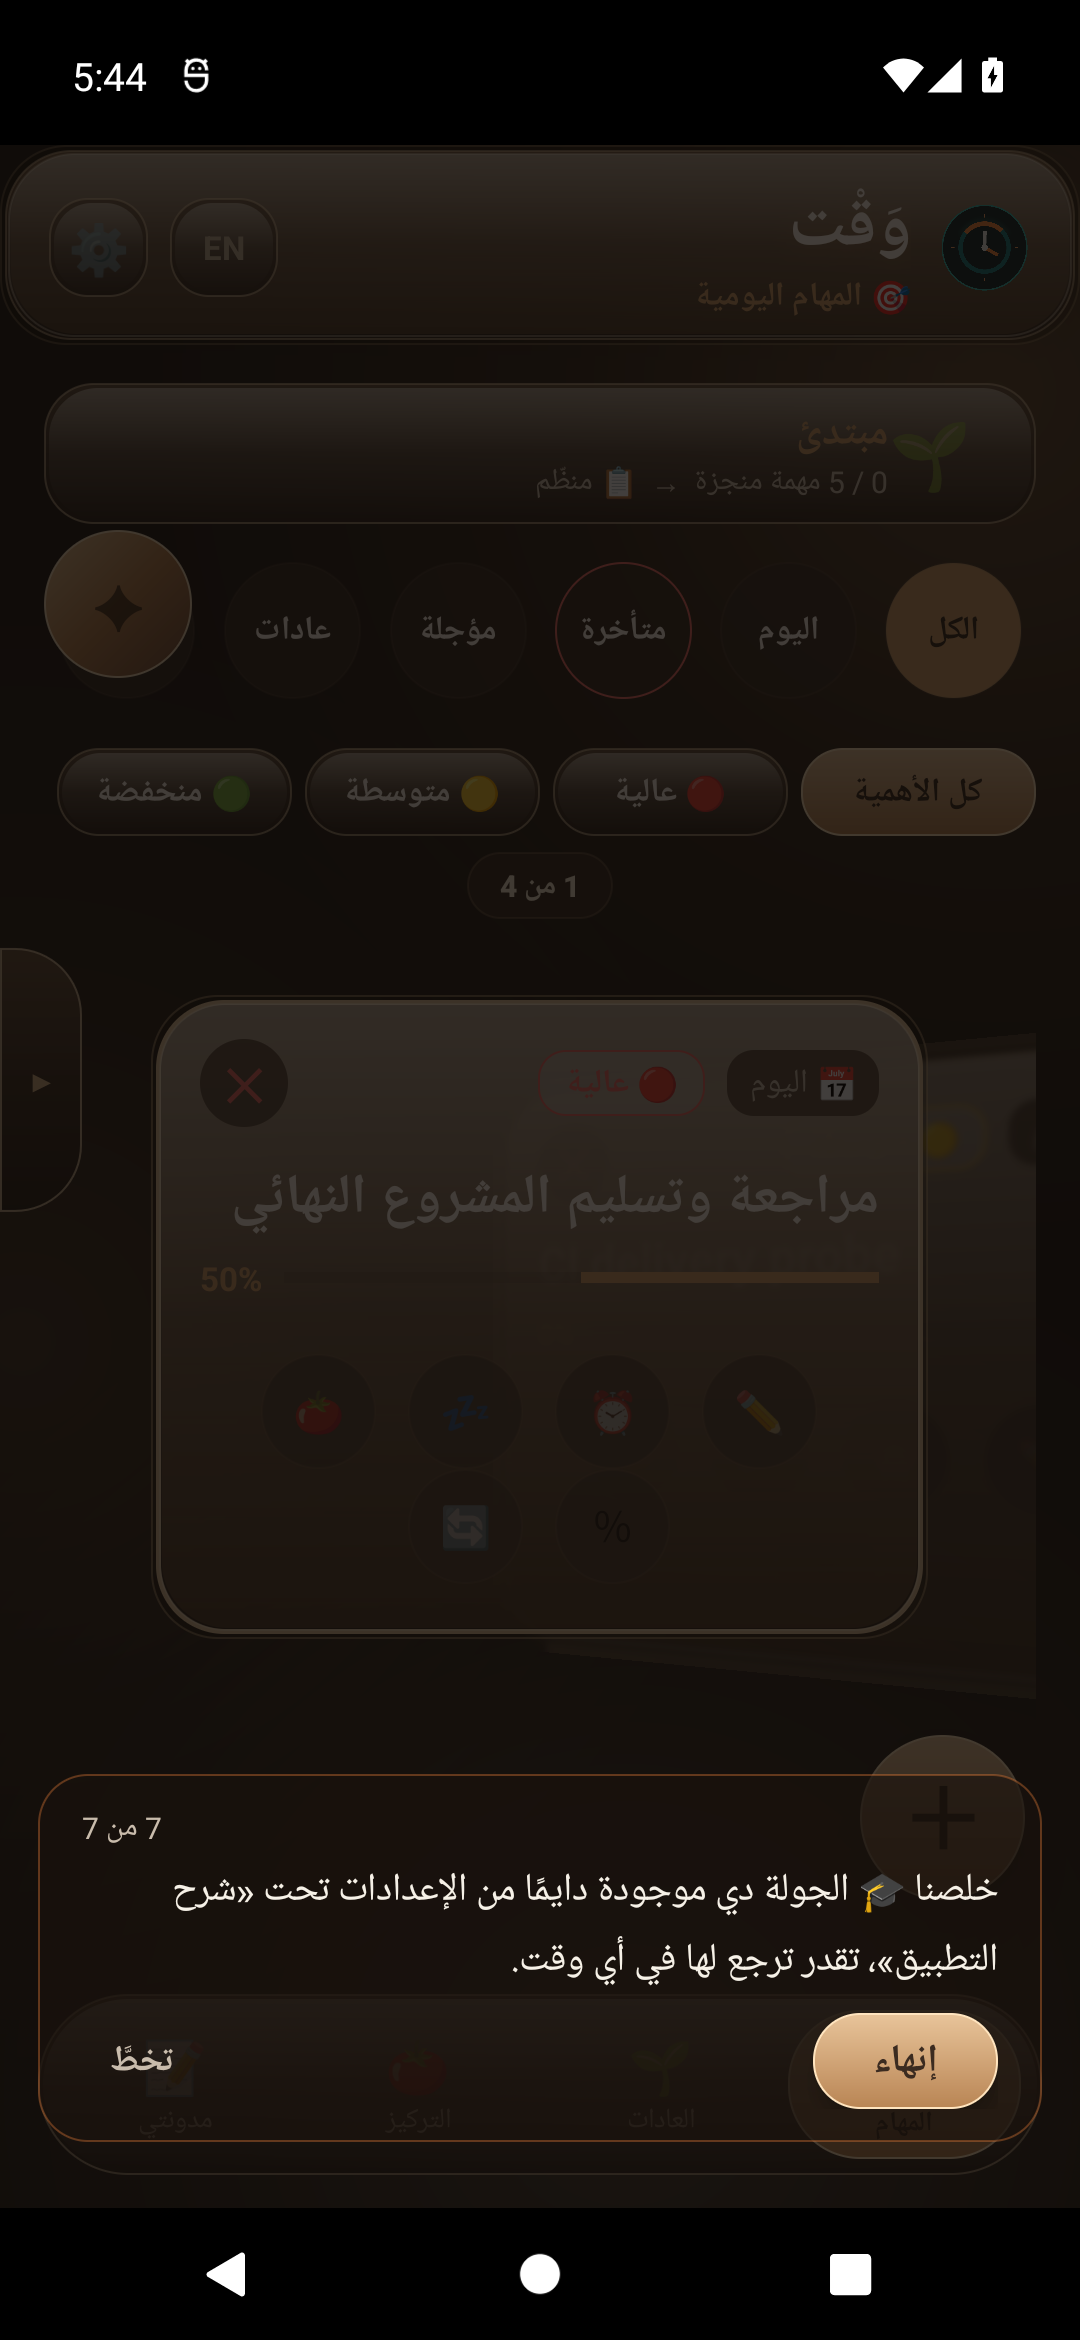 5:44
وَقْت
🎯 المهام اليومية
EN
مبتدئ
0 / 5 مهمة منجزة → 📋 منظّم
الكل
اليوم
متأخرة
مؤجلة
عادات
كل الأهمية
🔴 عالية
🟡 متوسطة
🟢 منخفضة
1 من 4
📅 اليوم
🔴 عالية
مراجعة وتسليم المشروع النهائي
50%
%
7 من 7
خلصنا 🎓 الجولة دي موجودة دايمًا من الإعدادات تحت «شرح
التطبيق»، تقدر ترجع لها في أي وقت.
إنهاء
تخطَّ
المهام
العادات
التركيز
مدونتي